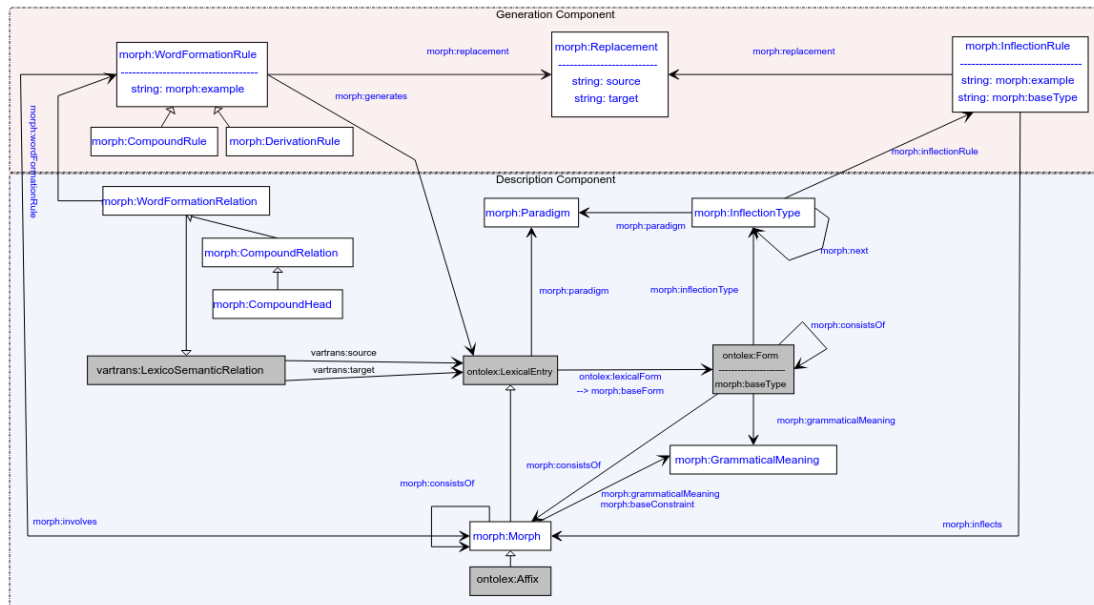 Generation Component
morph:WordFormationRule
------------------------------------
string: morph:example
morph:replacement
morph:Replacement
--------------------------
string: source
string: target
morph:replacement
morph:InflectionRule
--------------------------------
string: morph:example
string: morph:baseType
morph:generates
morph:CompoundRule
morph:DerivationRule
morph:wordFormationRule
morph:inflectionRule
Description Component
morph:WordFormationRelation
morph:Paradigm
morph:InflectionType
morph:paradigm
morph:CompoundRelation
morph:next
morph:CompoundHead
morph:paradigm
morph:inflectionType
morph:consistsOf
vartrans:LexicoSemanticRelation
vartrans:source
vartrans:target
ontolex:LexicalEntry
ontolex:lexicalForm
--> morph:baseForm
ontolex:Form
----------------------
morph:baseType
morph:grammaticalMeaning
morph:consistsOf
morph:GrammaticalMeaning
morph:consistsOf
morph:grammaticalMeaning
morph:baseConstraint
morph:involves
morph:Morph
morph:inflects
ontolex:Affix